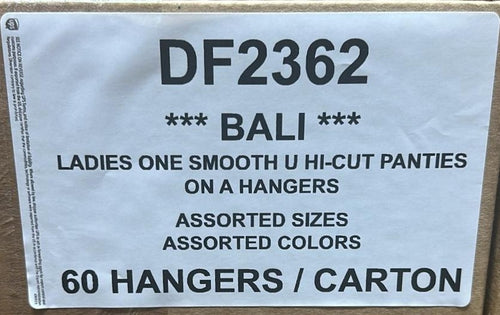 DF2362
*** BALI ***
LADIES ONE SMOOTH U HI-CUT PANTIES
ON A HANGERS
ASSORTED SIZES
ASSORTED COLORS
60 HANGERS / CARTON